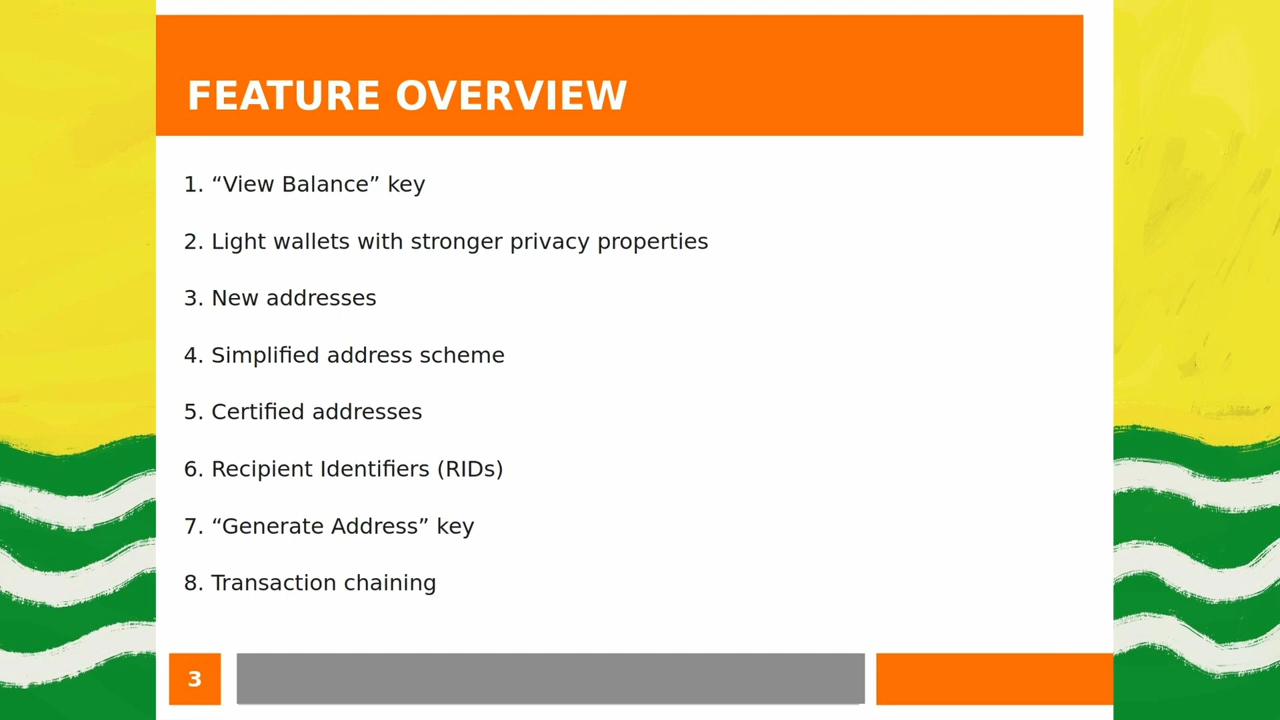 FEATURE OVERVIEW
1. “View Balance” key
2. Light wallets with stronger privacy properties
3. New addresses
4. Simplified address scheme
5. Certified addresses
6. Recipient Identifiers (RIDs)
7. “Generate Address” key
8. Transaction chaining
3